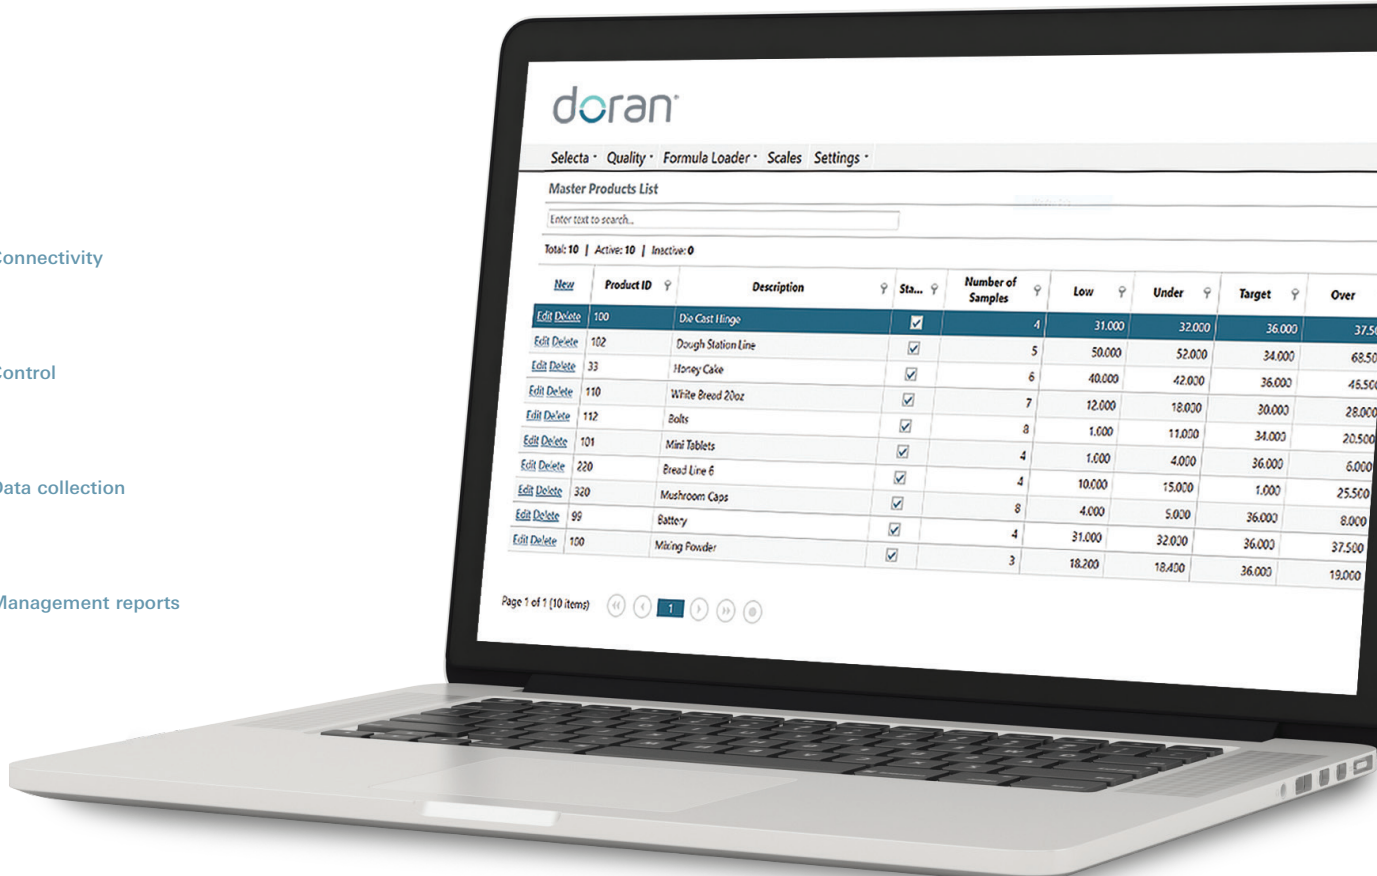 doran
Selecta Quality Formula Loader Scales Settings
Master Products List
Enter text to search...
Total: 10 | Active: 10 | Inactive: 0
New Product ID Description Sta... Number of Samples Low Under Target Over
Edit Delete 100 Die Cast Hinge 4 31.000 32.000 36.000 37.50
Edit Delete 102 Dough Station Line 5 50.000 52.000 34.000 68.50
Edit Delete 33 Honey Cake 6 40.000 42.000 36.000 46.500
Edit Delete 110 White Bread 20oz 7 12.000 18.000 30.000 28.000
Edit Delete 112 Bolts 8 1.000 11.000 34.000 20.500
Edit Delete 101 Mini Tablets 4 1.000 4.000 36.000 6.000
Edit Delete 220 Bread Line 6 4 10.000 15.000 1.000 25.500
Edit Delete 320 Mushroom Caps 8 4.000 5.000 36.000 8.000
Edit Delete 99 Battery 4 31.000 32.000 36.000 37.500
Edit Delete 100 Mixing Powder 3 18.200 18.400 36.000 19.000
Page 1 of 1 (10 items) 1
Connectivity
Control
Data collection
Management reports